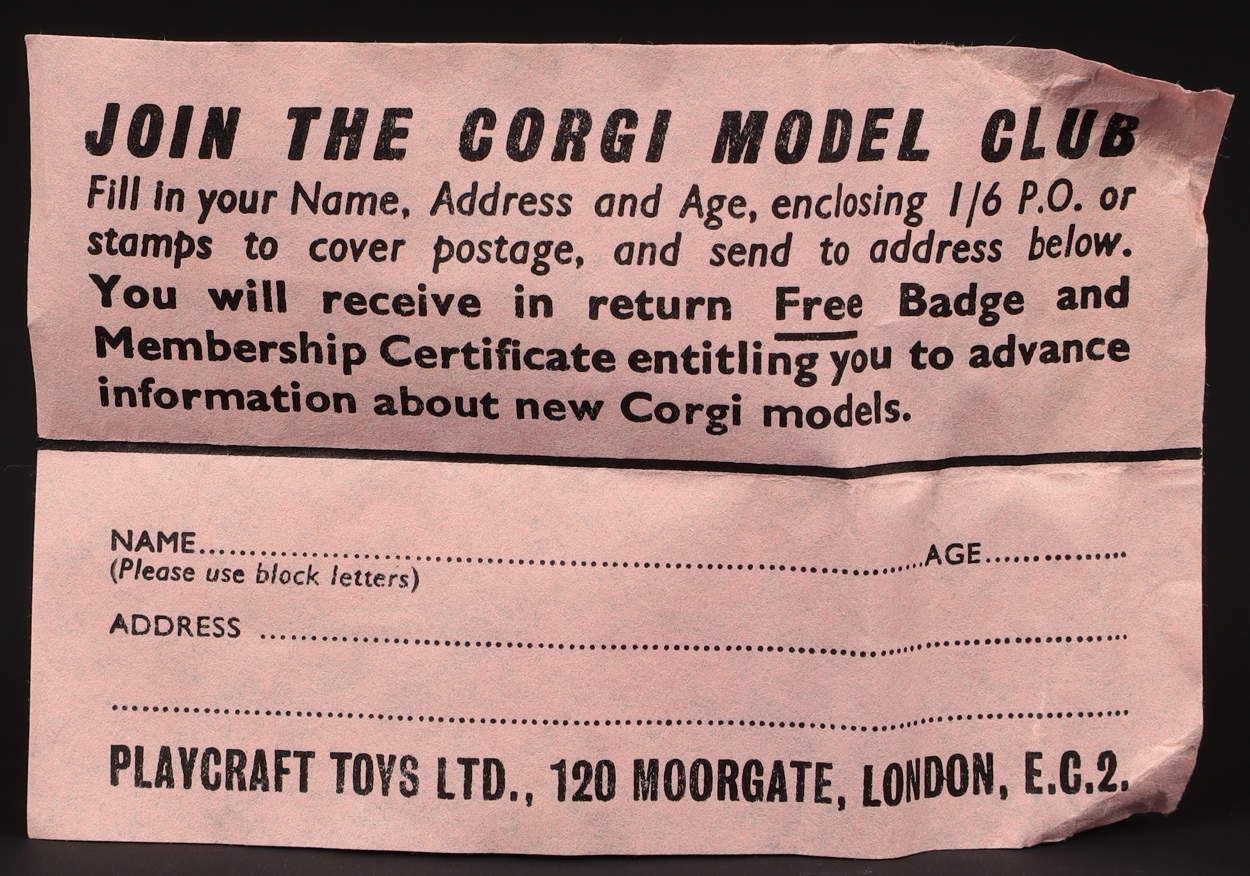 JOIN THE CORGI MODEL CLUB
Fill in your Name, Address and Age, enclosing 1/6 P.O. or
stamps to cover postage, and send to address below.
You will receive in return Free Badge and
Membership Certificate entitling you to advance
information about new Corgi models.
NAME.......................................................................................AGE................
(Please use block letters)
ADDRESS ...............................................................................................
...............................................................................................................
PLAYCRAFT TOYS LTD., 120 MOORGATE, LONDON, E.C.2.